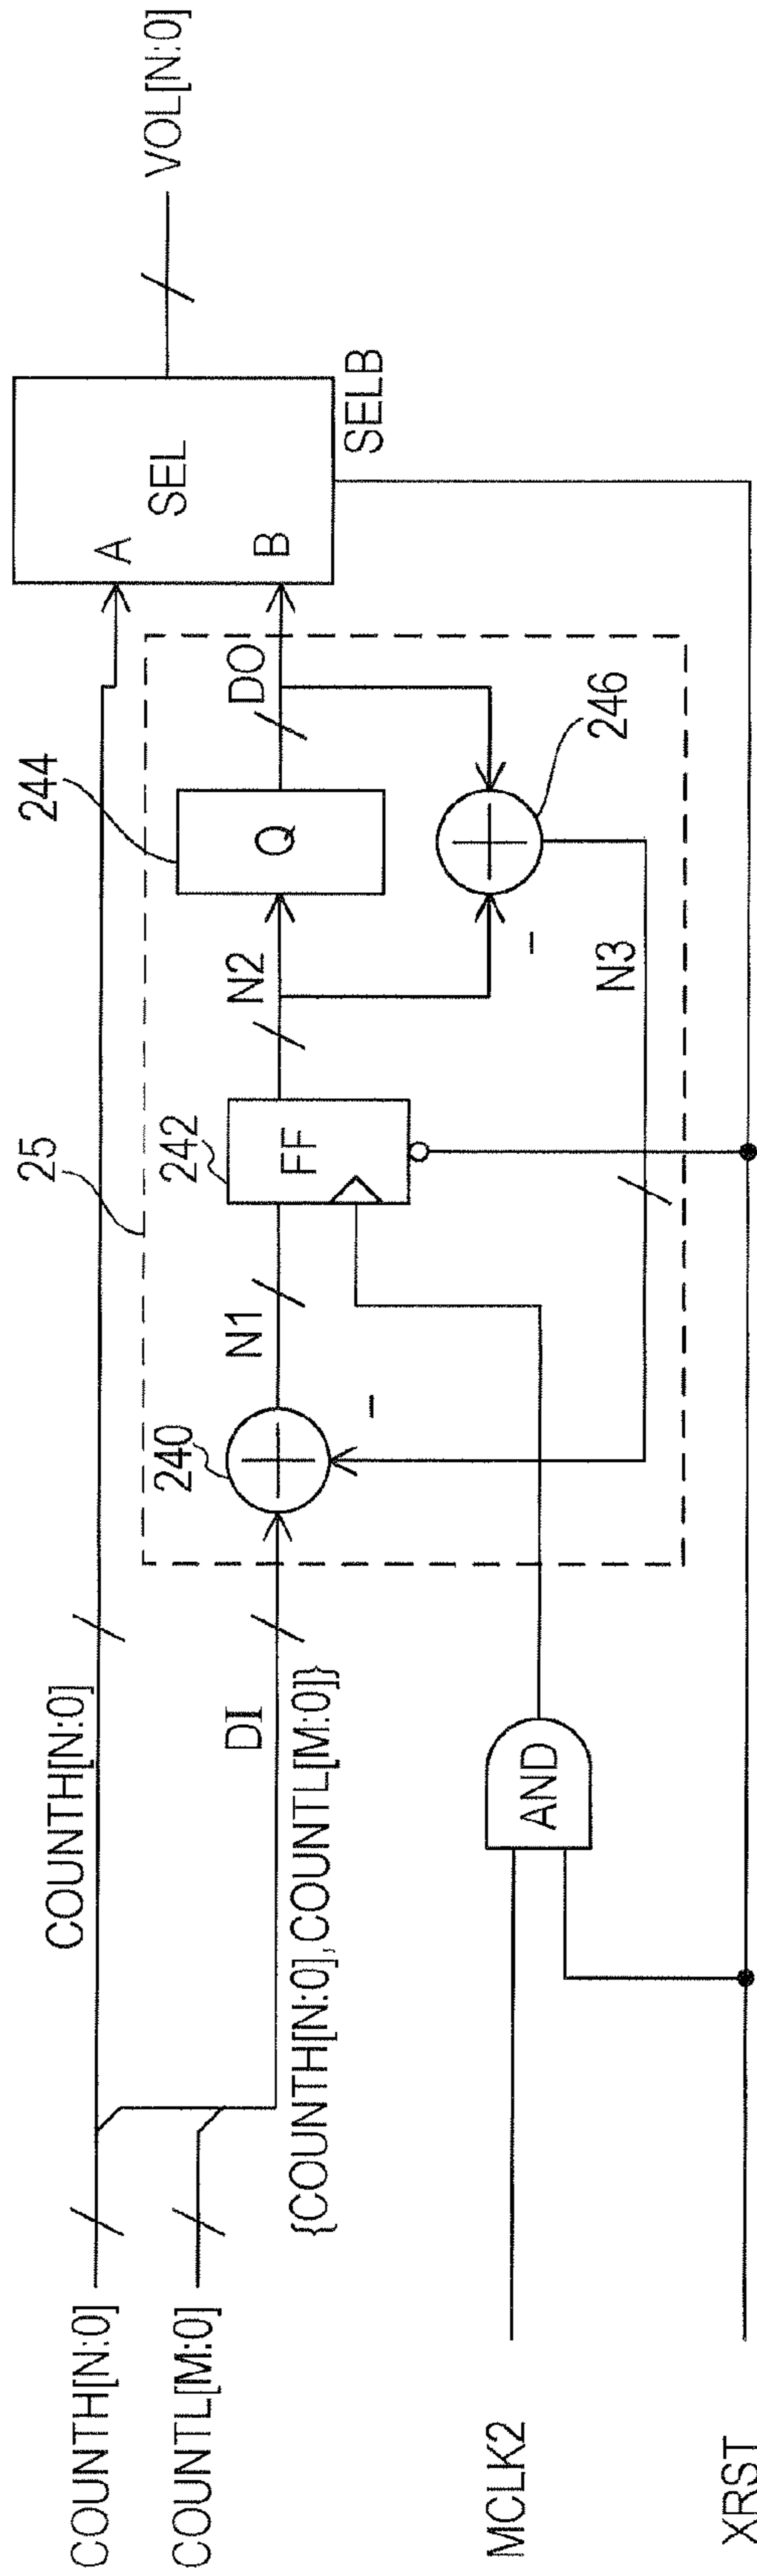 COUNTH[N:0]
COUNTL[M:0]
MCLK2
XRST
COUNTH[N:0]
DI
{COUNTH[N:0],COUNTL[M:0]}
AND
25
240
N1
−
242
FF
N2
244
Q
DO
−
246
N3
A
B
SEL
SELB
VOL[N:0]